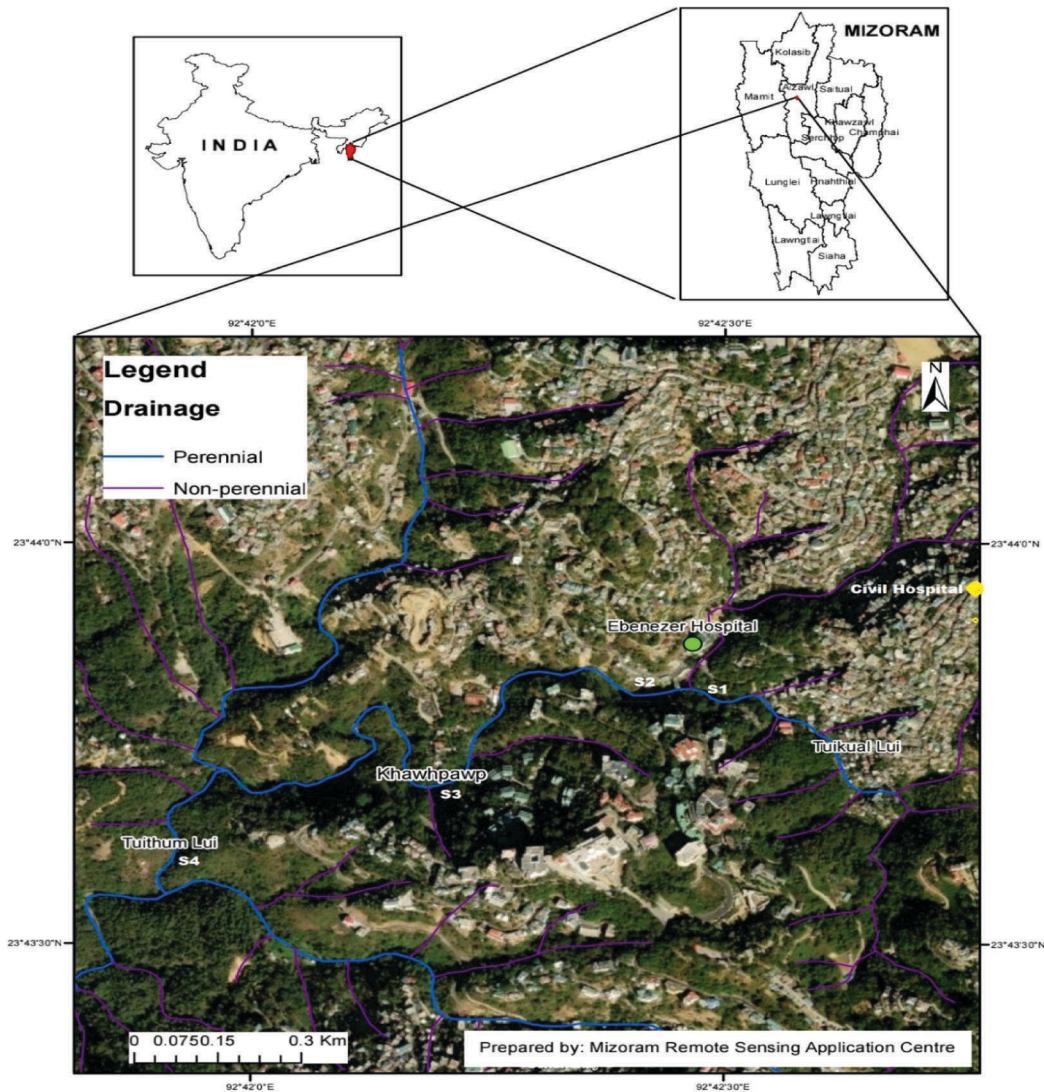 INDIA
MIZORAM
Kolasib
Mamit
Aizawl
Saitual
Khawzawl
Champhai
Serchhip
Lunglei
Hnahthial
Lawngtlai
Lawngtlai
Siaha
92°42'0"E
92°42'30"E
Legend
Drainage
Perennial
Non-perennial
N
23°44'0"N
23°44'0"N
Civil Hospital
Ebenezer Hospital
S2
S1
Tuikual Lui
Khawhpawp
S3
Tuithum Lui
S4
23°43'30"N
23°43'30"N
0 0.075 0.15 0.3 Km
Prepared by: Mizoram Remote Sensing Application Centre
92°42'0"E
92°42'30"E